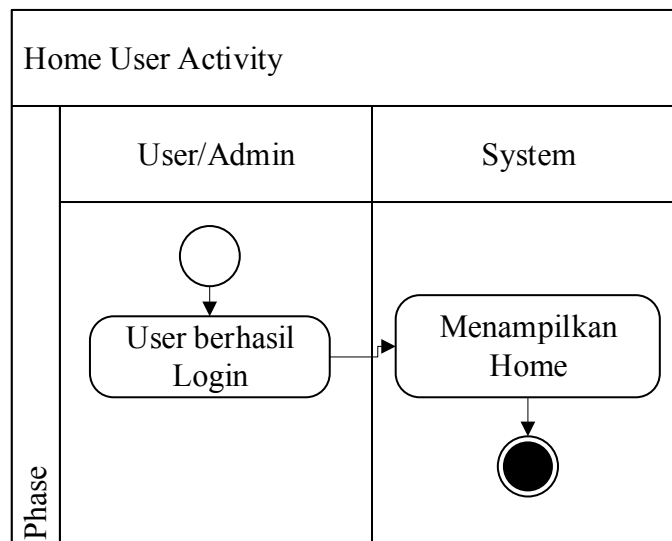 Home User Activity
User/Admin
System
User berhasil
Login
Menampilkan
Home
Phase